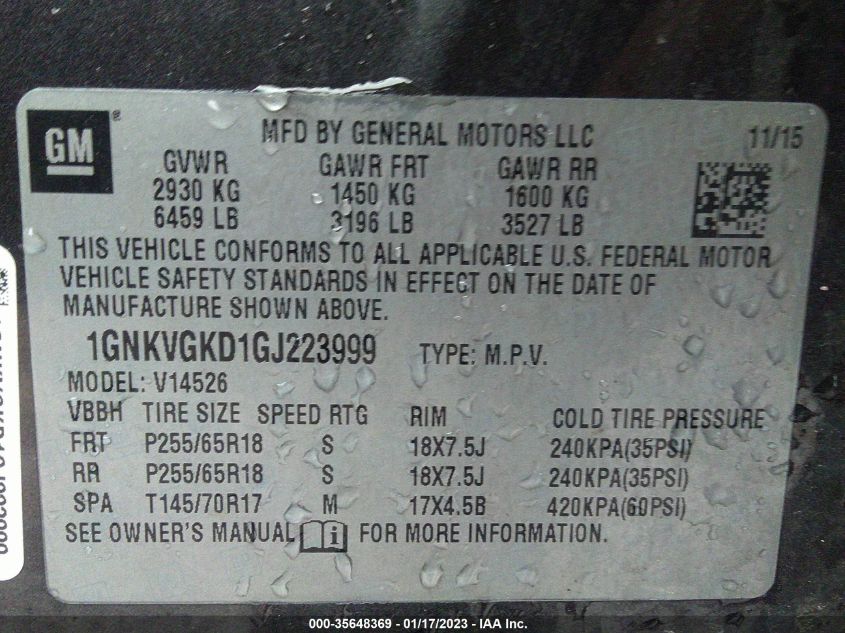 GM ®
MFD BY GENERAL MOTORS LLC 11/15
GVWR GAWR FRT GAWR RR
2930 KG 1450 KG 1600 KG
6459 LB 3196 LB 3527 LB
THIS VEHICLE CONFORMS TO ALL APPLICABLE U.S. FEDERAL MOTOR
VEHICLE SAFETY STANDARDS IN EFFECT ON THE DATE OF
MANUFACTURE SHOWN ABOVE.
1GNKVGKD1GJ223999 TYPE: M.P.V.
MODEL: V14526
VBBH TIRE SIZE SPEED RTG RIM COLD TIRE PRESSURE
FRT P255/65R18 S 18X7.5J 240KPA(35PSI)
RR P255/65R18 S 18X7.5J 240KPA(35PSI)
SPA T145/70R17 M 17X4.5B 420KPA(60PSI)
SEE OWNER'S MANUAL i FOR MORE INFORMATION.
000-35648369 - 01/17/2023 - IAA Inc.